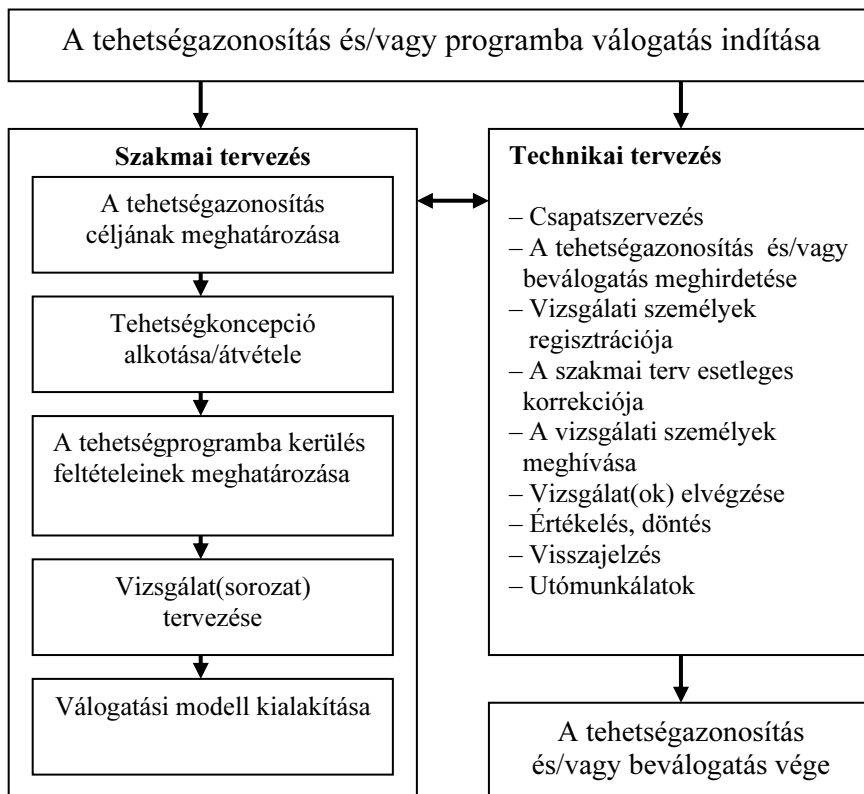 A tehetségazonosítás és/vagy programba válogatás indítása
Szakmai tervezés
A tehetségazonosítás
céljának meghatározása
Tehetségkoncepció
alkotása/átvétele
A tehetségprogramba kerülés
feltételeinek meghatározása
Vizsgálat(sorozat)
tervezése
Válogatási modell kialakítása
Technikai tervezés
– Csapatszervezés
– A tehetségazonosítás és/vagy
beválogatás meghirdetése
– Vizsgálati személyek
regisztrációja
– A szakmai terv esetleges
korrekciója
– A vizsgálati személyek
meghívása
– Vizsgálat(ok) elvégzése
– Értékelés, döntés
– Visszajelzés
– Utómunkálatok
A tehetségazonosítás
és/vagy beválogatás vége